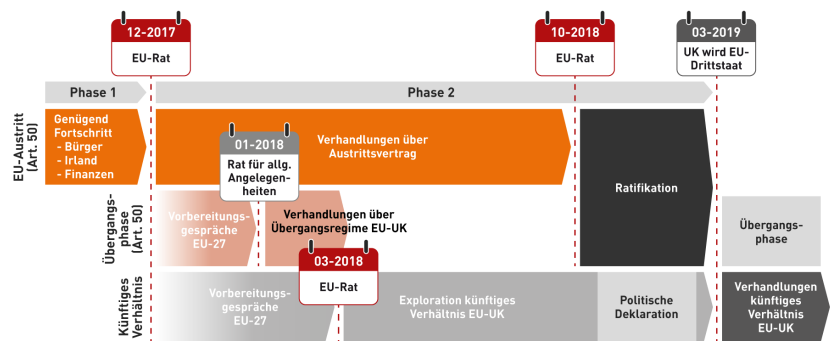 12-2017
EU-Rat
10-2018
EU-Rat
03-2019
UK wird EU-
Drittstaat
Phase 1
Phase 2
EU-Austritt
(Art. 50)
Genügend
Fortschritt
- Bürger
- Irland
- Finanzen
01-2018
Rat für allg.
Angelegen-
heiten
Verhandlungen über
Austrittsvertrag
Ratifikation
Übergangs-
phase
(Art. 50)
Vorbereitungs-
gespräche
EU-27
Verhandlungen über
Übergangsregime EU-UK
Übergangs-
phase
03-2018
EU-Rat
Künftiges
Verhältnis
Vorbereitungs-
gespräche
EU-27
Exploration künftiges
Verhältnis EU-UK
Politische
Deklaration
Verhandlungen
künftiges
Verhältnis
EU-UK